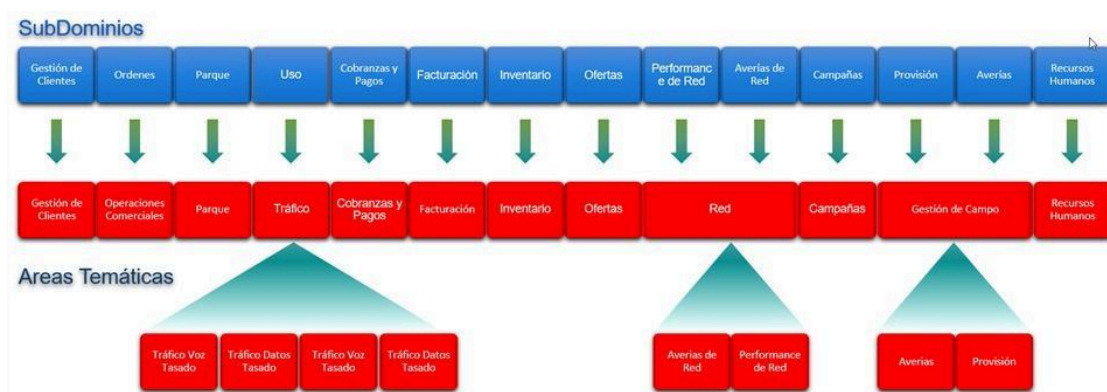 SubDominios
Gestión de
Clientes
Ordenes
Parque
Uso
Cobranzas y
Pagos
Facturación
Inventario
Ofertas
Performanc
e de Red
Averías de
Red
Campañas
Provisión
Averias
Recursos
Humanos
Gestión de
Clientes
Operaciones
Comerciales
Parque
Tráfico
Cobranzas y
Pagos
Facturación
Inventario
Ofertas
Red
Campañas
Gestión de Campo
Recursos
Humanos
Areas Temáticas
Tráfico Voz
Tasado
Tráfico Datos
Tasado
Tráfico Voz
Tasado
Tráfico Datos
Tasado
Averias de
Red
Performance
de Red
Averias
Provisión